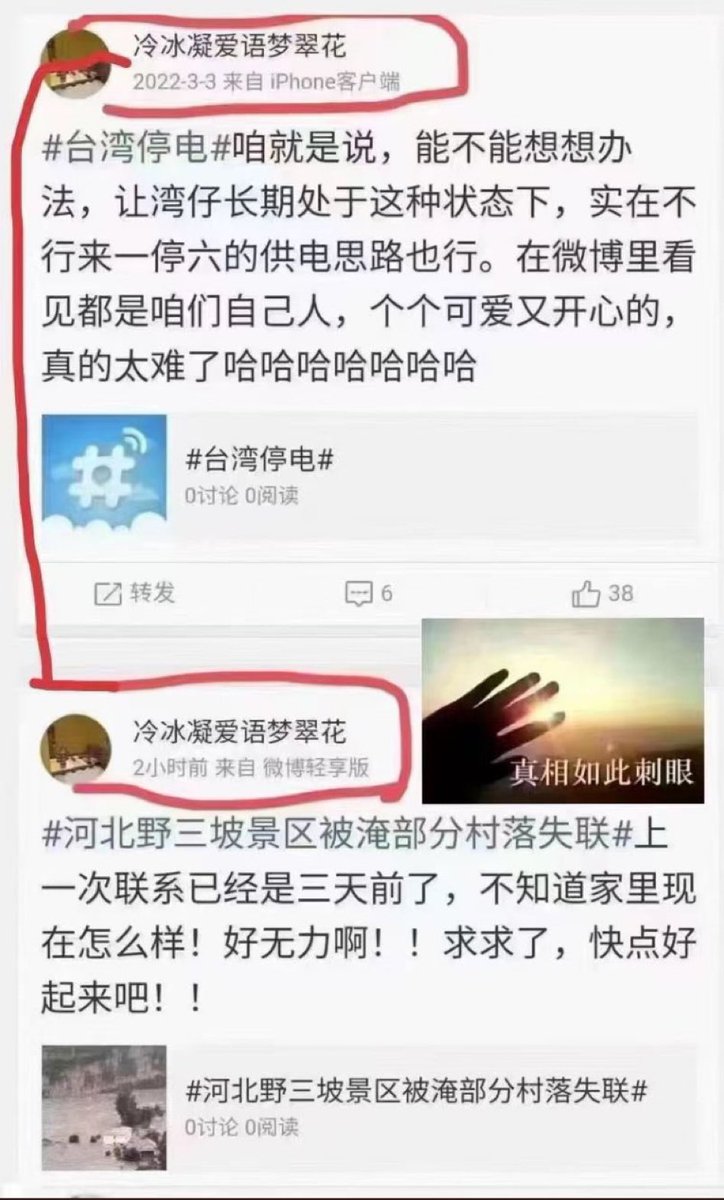 冷冰凝爱语梦翠花
2022-3-3 来自 iPhone客户端
#台湾停电#咱就是说，能不能想想办
法，让湾仔长期处于这种状态下，实在不
行来一停六的供电思路也行。在微博里看
见都是咱们自己人，个个可爱又开心的，
真的太难了哈哈哈哈哈哈哈
#台湾停电#
0讨论 0阅读
转发
6
38
真相如此刺眼
冷冰凝爱语梦翠花
2小时前 来自 微博轻享版
#河北野三坡景区被淹部分村落失联#上
一次联系已经是三天前了，不知道家里现
在怎么样！好无力啊！！求求了，快点好
起来吧！！
#河北野三坡景区被淹部分村落失联#
0讨论 0阅读